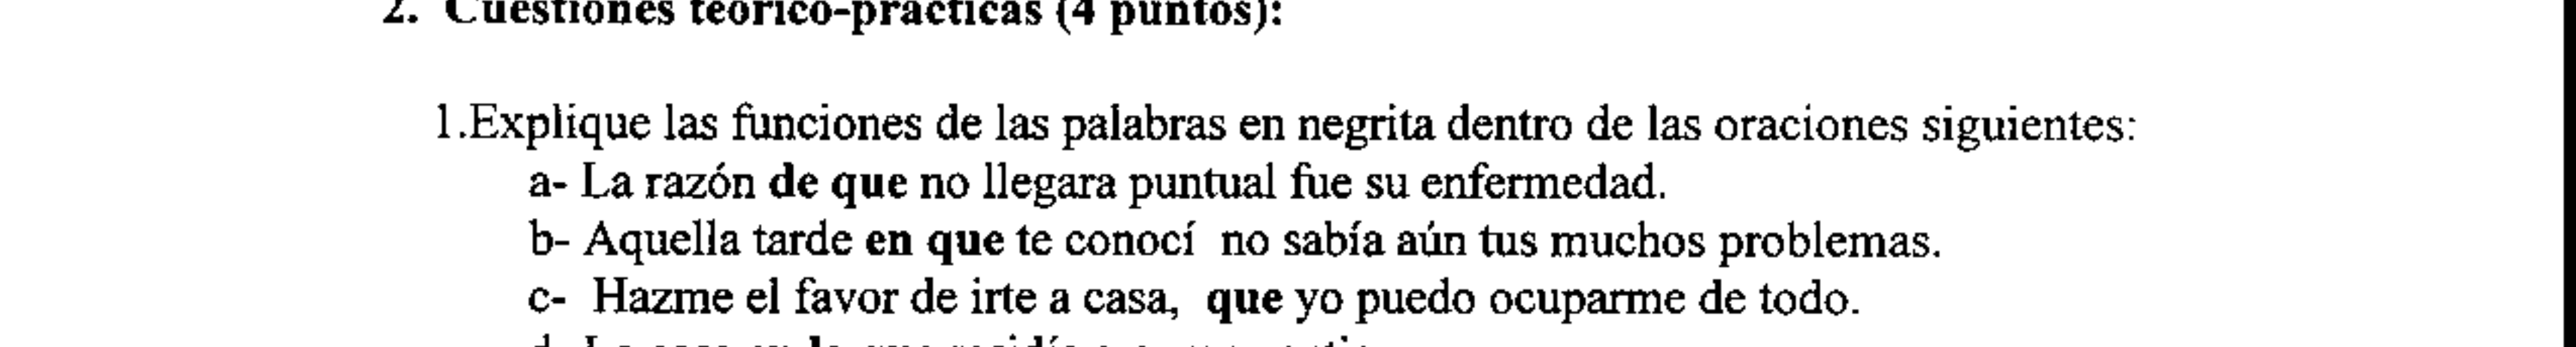 2. Cuestiones teórico-prácticas (4 puntos):
1.Explique las funciones de las palabras en negrita dentro de las oraciones siguientes:
a- La razón de que no llegara puntual fue su enfermedad.
b- Aquella tarde en que te conocí no sabía aún tus muchos problemas.
c- Hazme el favor de irte a casa, que yo puedo ocuparme de todo.